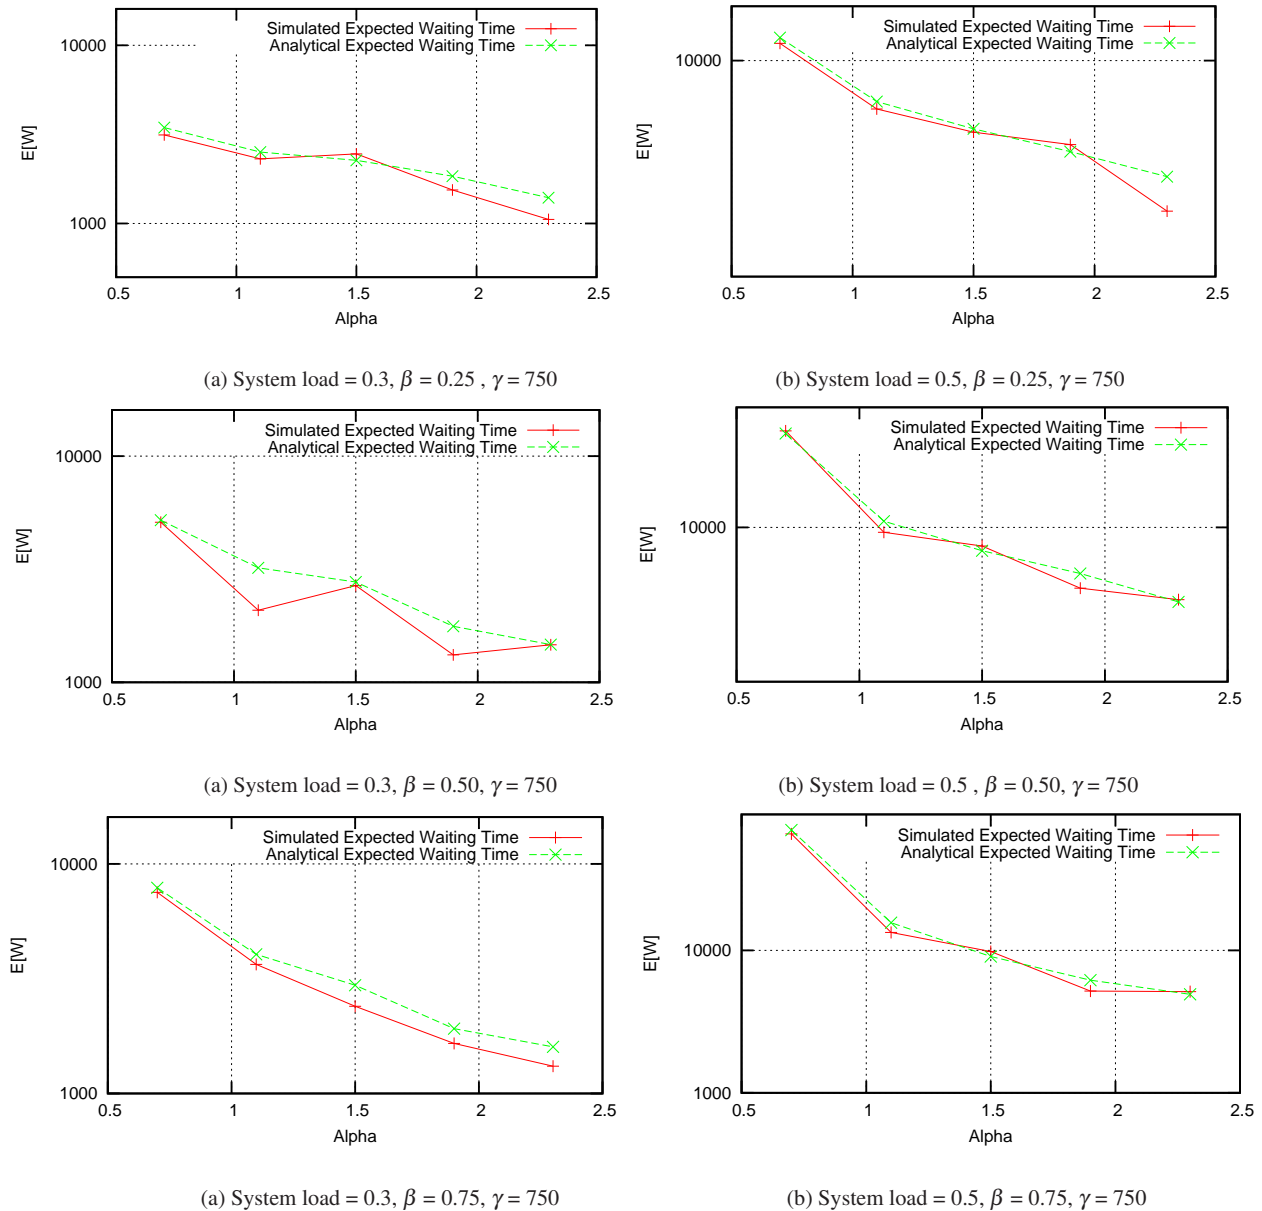 Simulated Expected Waiting Time
Analytical Expected Waiting Time
10000
1000
E[W]
0.5 1 1.5 2 2.5
Alpha
(a) System load = 0.3, β = 0.25 , γ = 750
Simulated Expected Waiting Time
Analytical Expected Waiting Time
10000
E[W]
0.5 1 1.5 2 2.5
Alpha
(b) System load = 0.5, β = 0.25, γ = 750
Simulated Expected Waiting Time
Analytical Expected Waiting Time
10000
1000
E[W]
0.5 1 1.5 2 2.5
Alpha
(a) System load = 0.3, β = 0.50, γ = 750
Simulated Expected Waiting Time
Analytical Expected Waiting Time
10000
E[W]
0.5 1 1.5 2 2.5
Alpha
(b) System load = 0.5 , β = 0.50, γ = 750
Simulated Expected Waiting Time
Analytical Expected Waiting Time
10000
1000
E[W]
0.5 1 1.5 2 2.5
Alpha
(a) System load = 0.3, β = 0.75, γ = 750
Simulated Expected Waiting Time
Analytical Expected Waiting Time
10000
1000
E[W]
0.5 1 1.5 2 2.5
Alpha
(b) System load = 0.5, β = 0.75, γ = 750